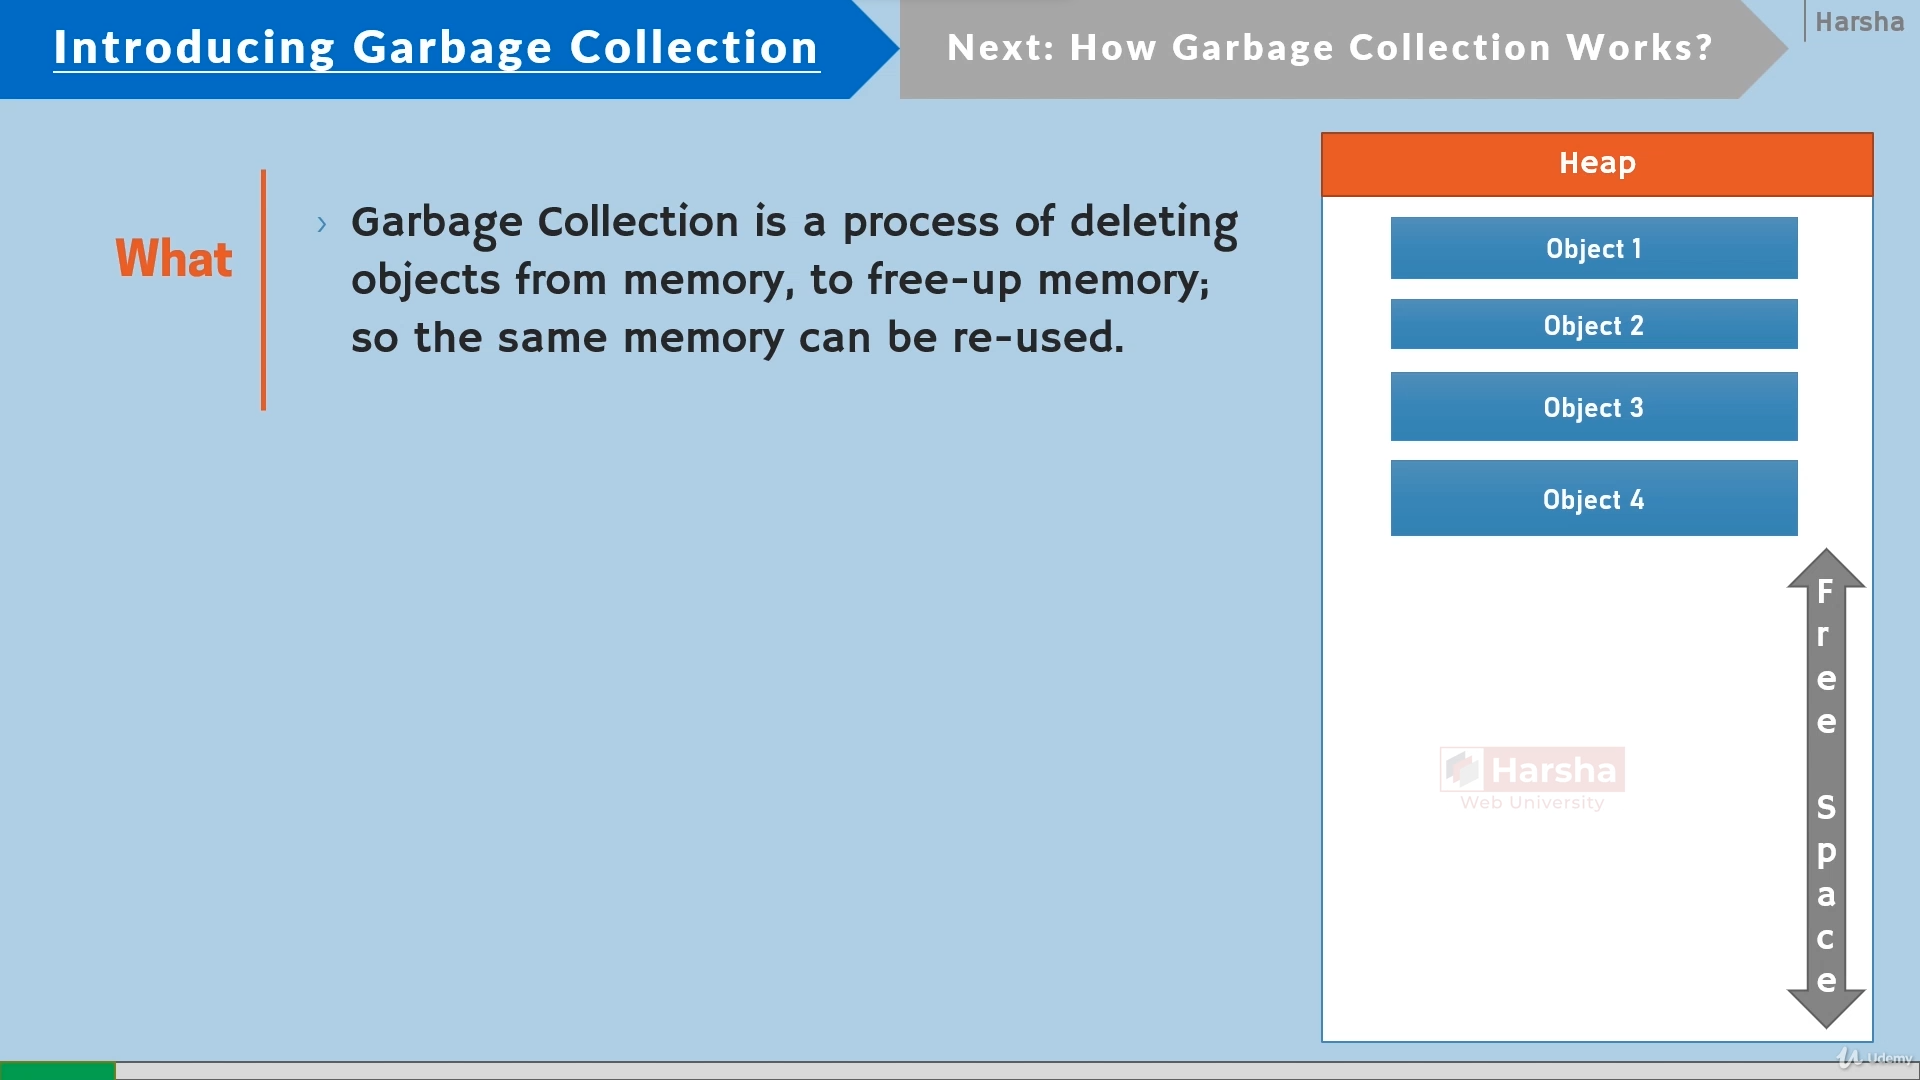 Introducing Garbage Collection
Next: How Garbage Collection Works?
Harsha
What
› Garbage Collection is a process of deleting
objects from memory, to free-up memory;
so the same memory can be re-used.
Heap
Object 1
Object 2
Object 3
Object 4
Free Space
Harsha
Web University
Udemy